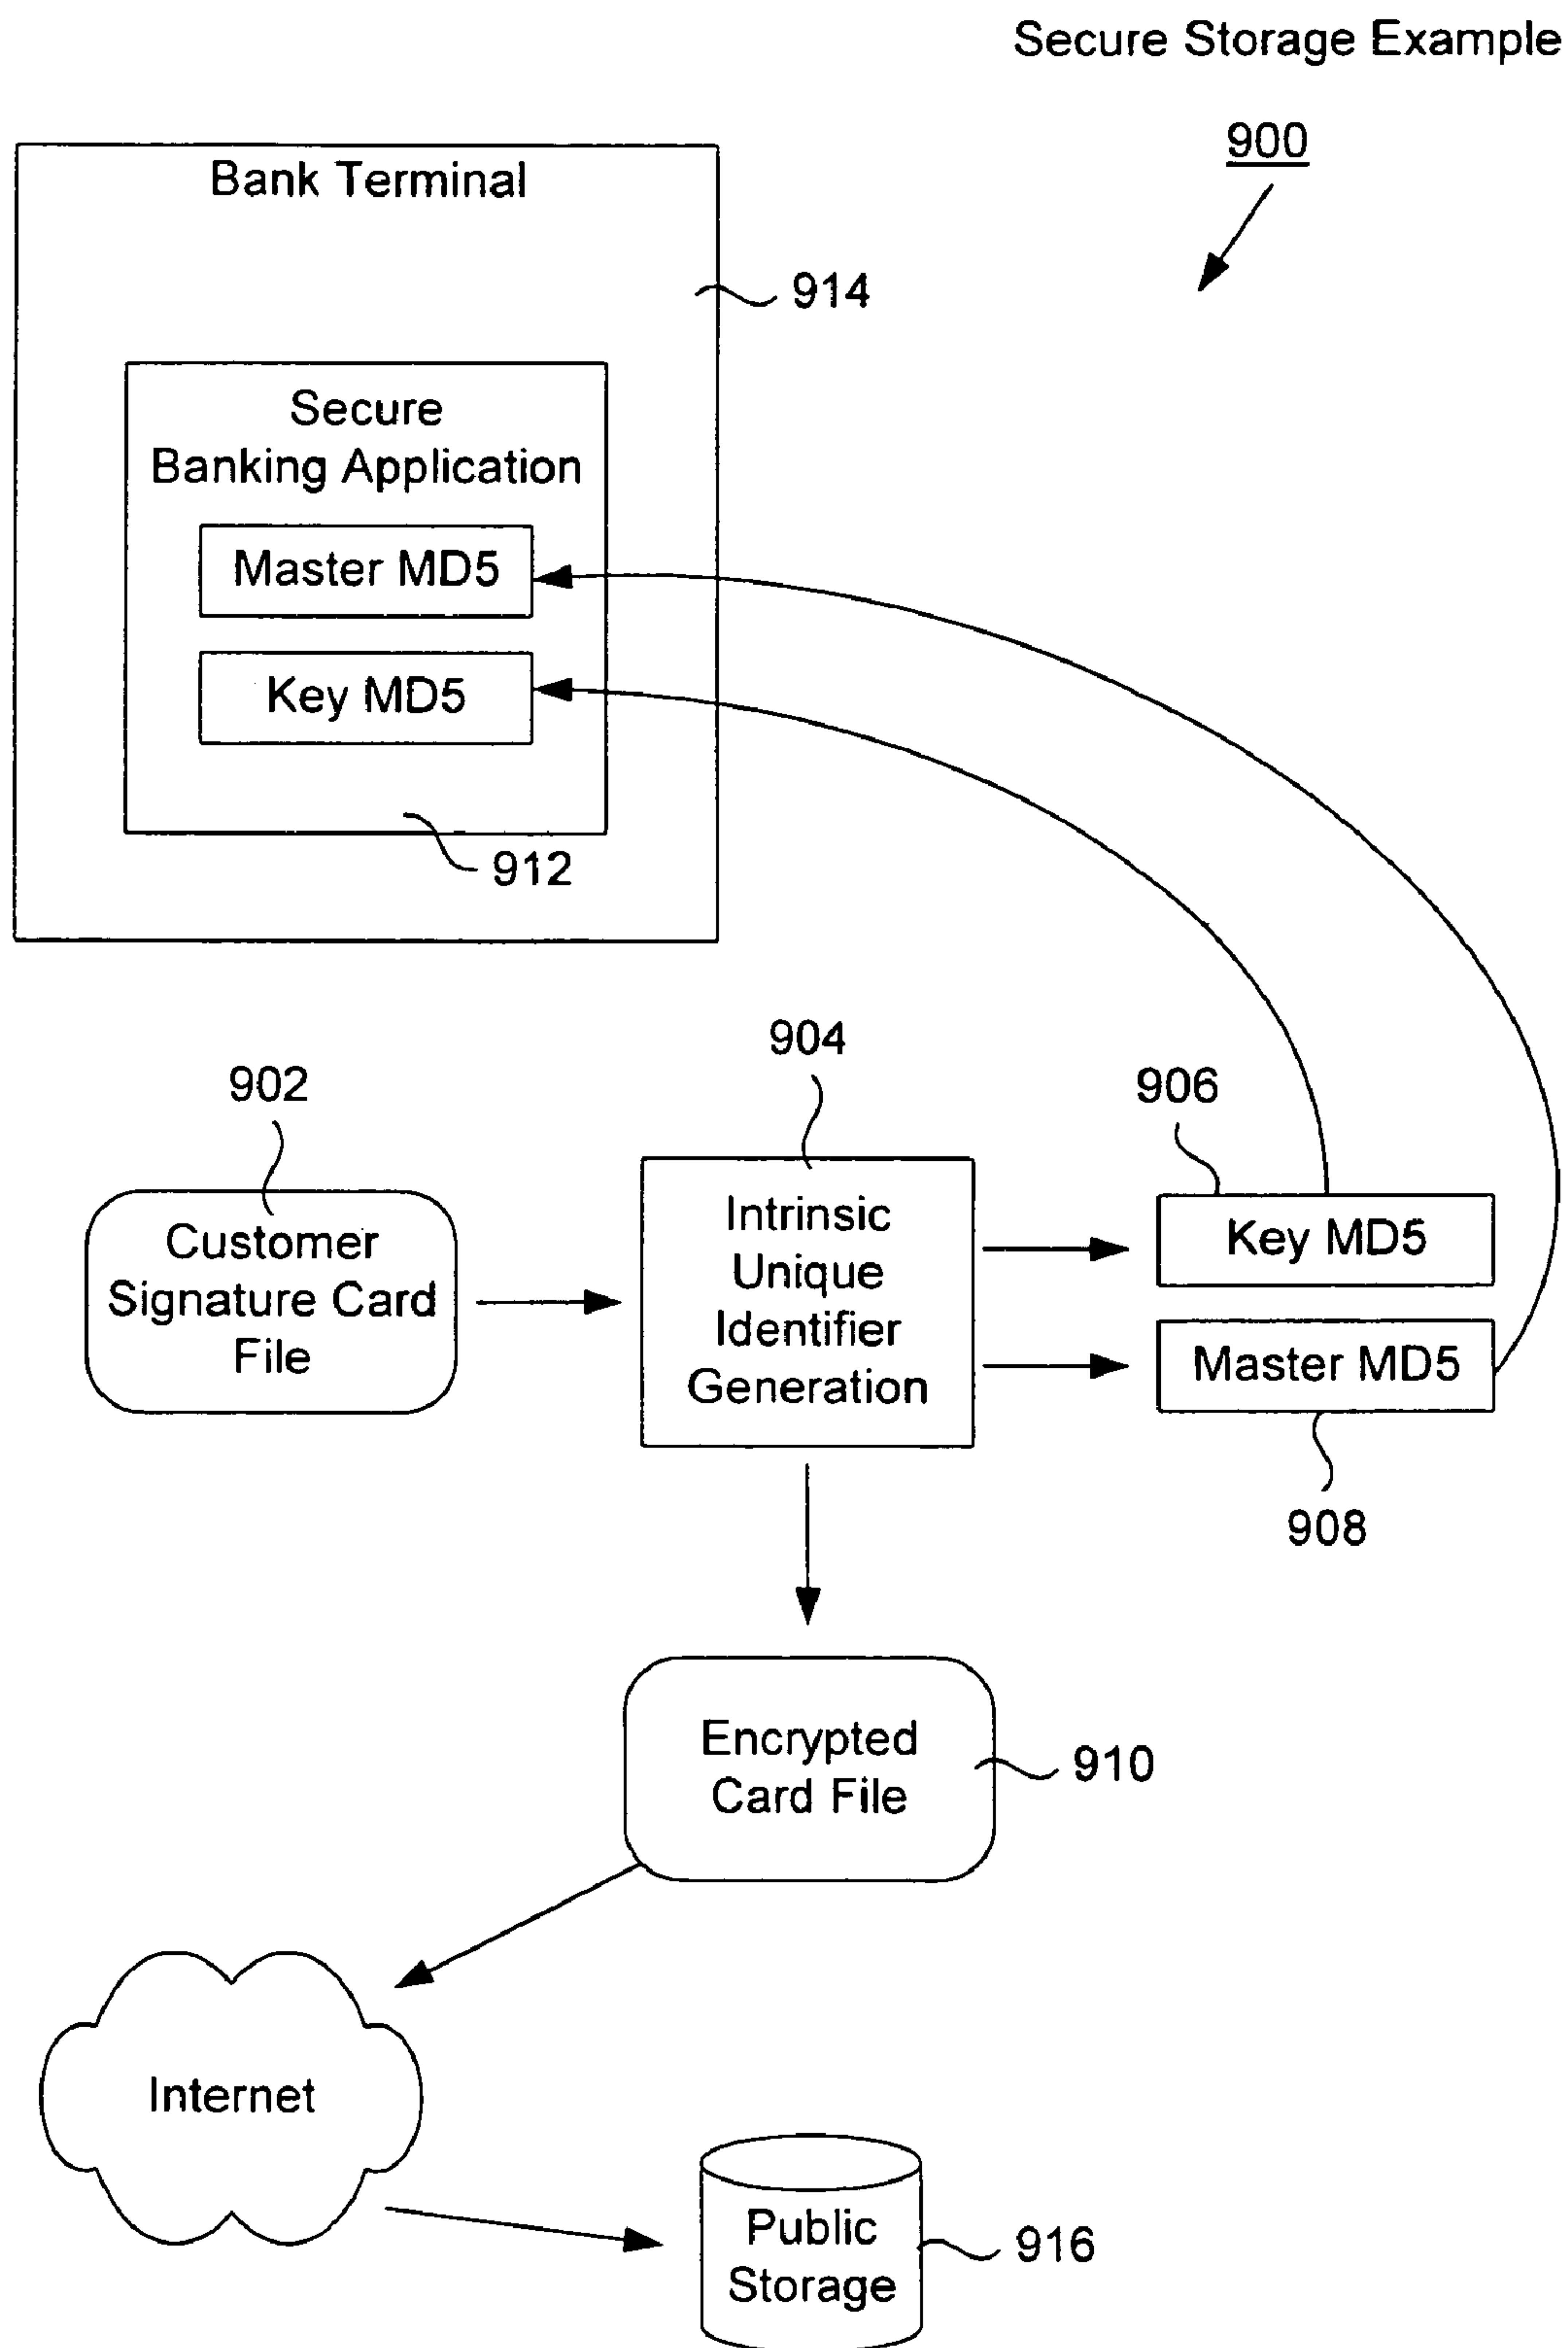 Secure Storage Example
900
Bank Terminal
914
Secure
Banking Application
Master MD5
Key MD5
912
904
902
906
Customer
Signature Card
File
Intrinsic
Unique
Identifier
Generation
Key MD5
Master MD5
908
Encrypted
Card File
910
Internet
Public
Storage
916